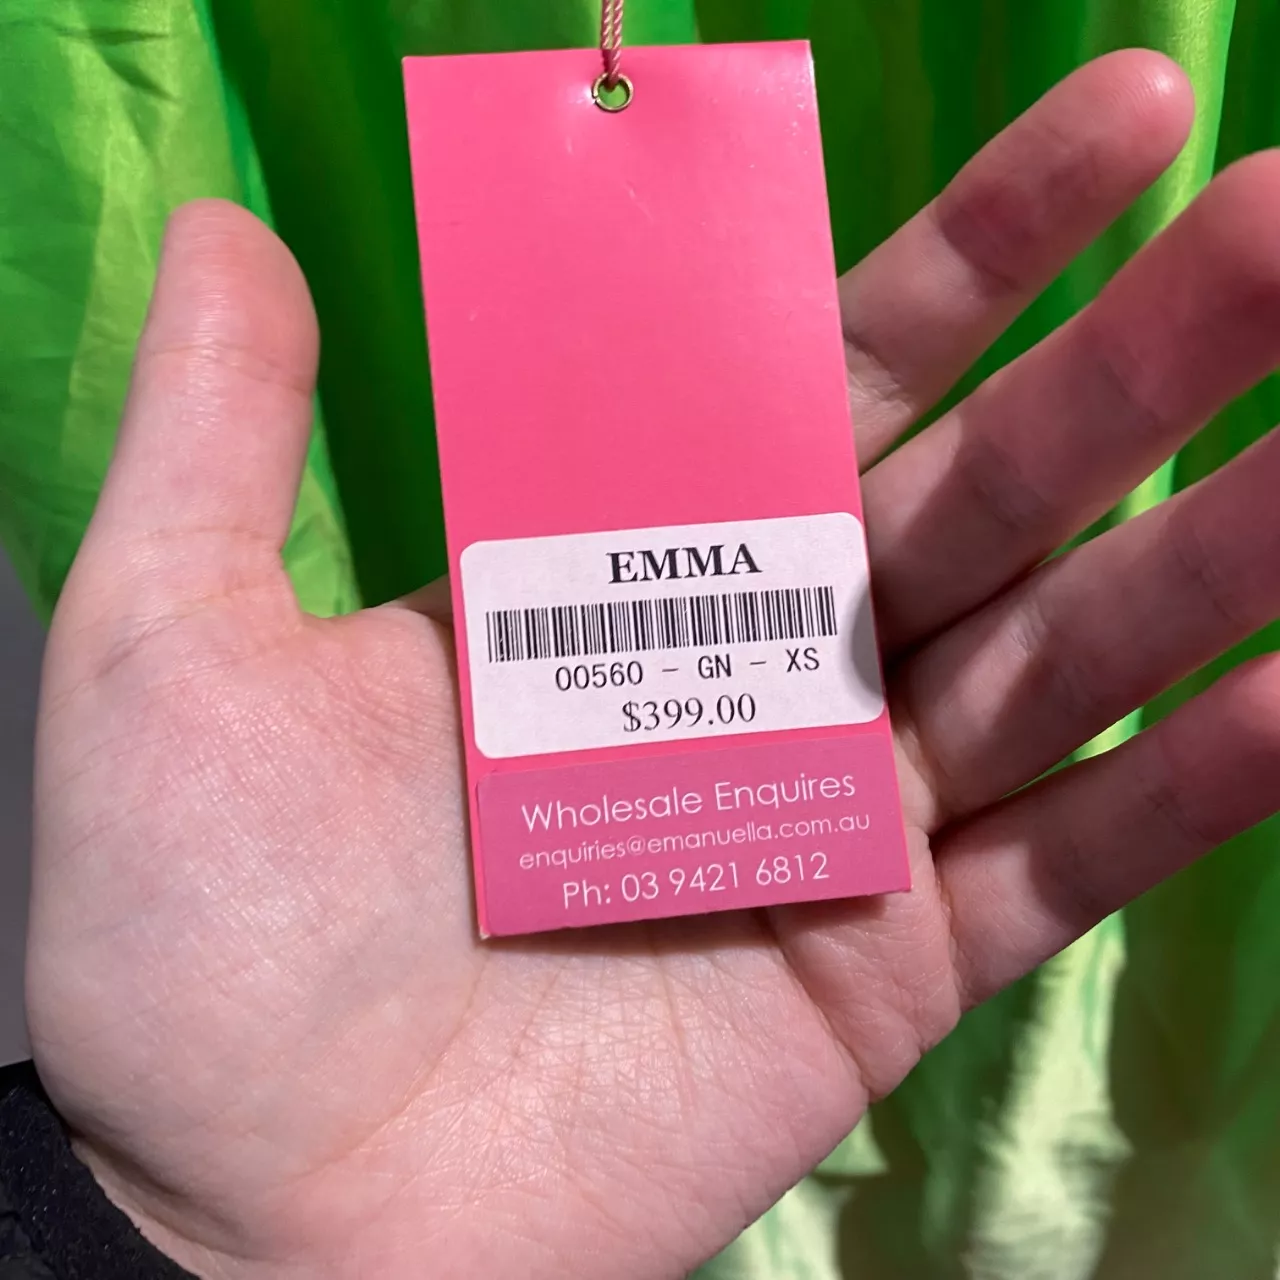 EMMA
00560 - GN - XS
$399.00
Wholesale Enquires
enquiries@emanuella.com.au
Ph: 03 9421 6812